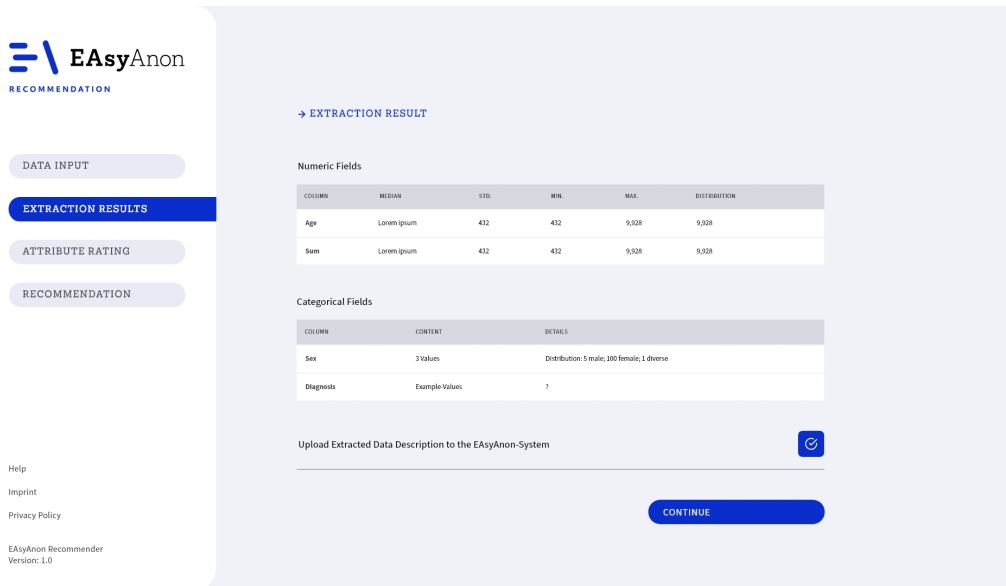 EAsyAnon
RECOMMENDATION
DATA INPUT
EXTRACTION RESULTS
ATTRIBUTE RATING
RECOMMENDATION
Help
Imprint
Privacy Policy
EAsyAnon Recommender
Version: 1.0
→ EXTRACTION RESULT
Numeric Fields
COLUMN MEDIAN STD. MIN. MAX. DISTRIBUTION
Age Lorem ipsum 432 432 9,928 9,928
Sum Lorem ipsum 432 432 9,928 9,928
Categorical Fields
COLUMN CONTENT DETAILS
Sex 3 Values Distribution: 5 male; 100 female; 1 diverse
Diagnosis Example-Values ?
Upload Extracted Data Description to the EAsyAnon-System
CONTINUE